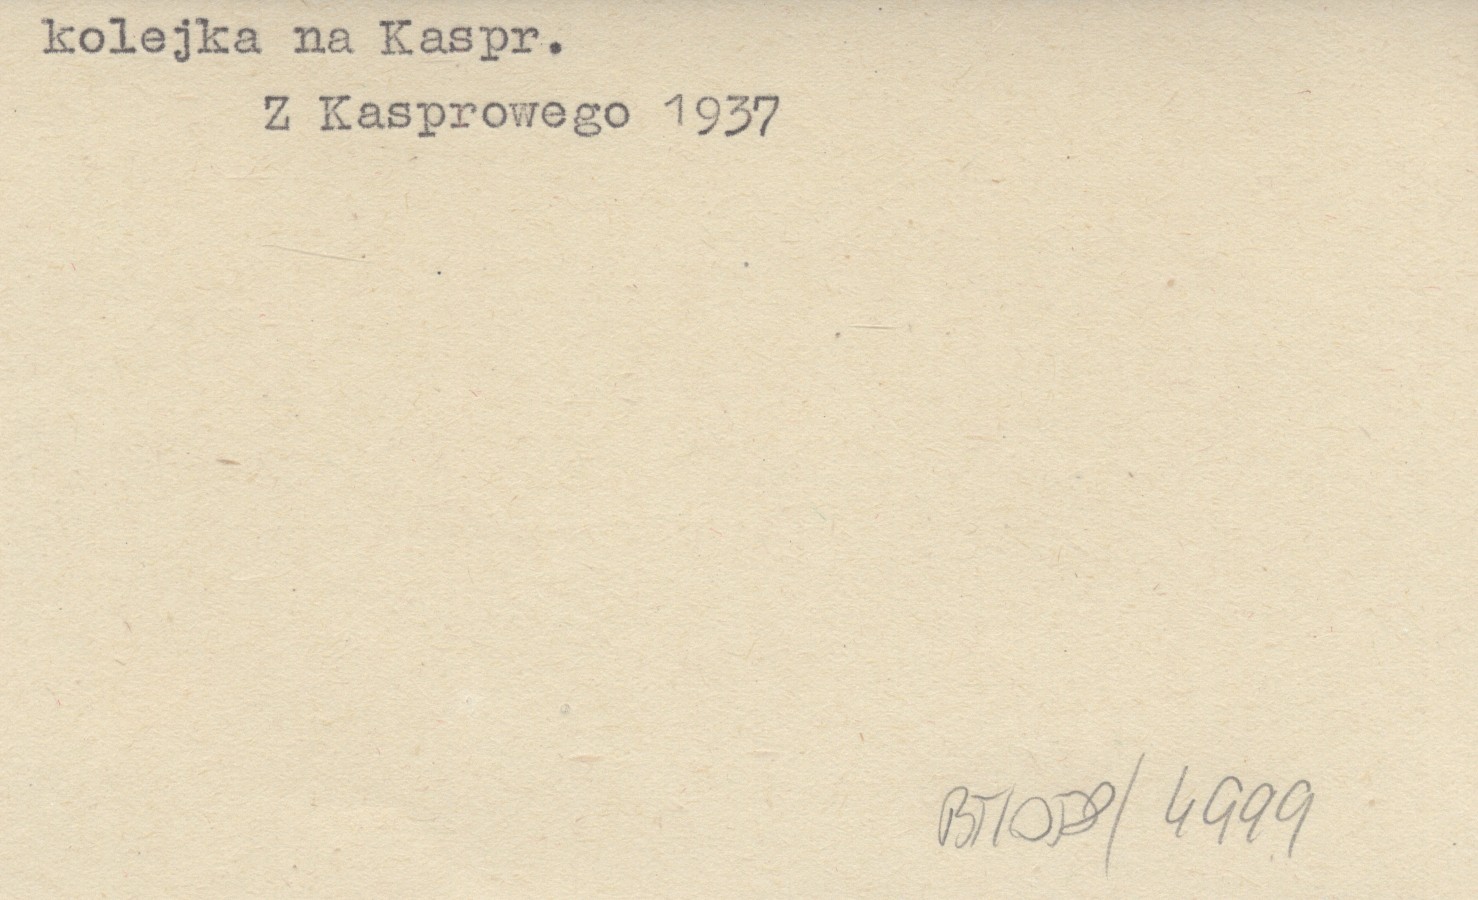 kolejka na Kaspr.
Z Kasprowego 1937
4999